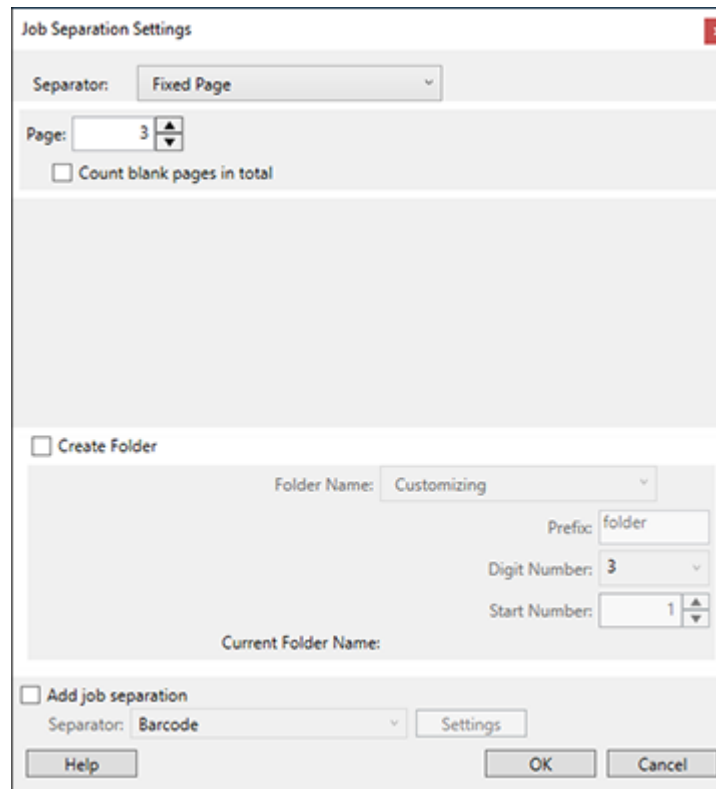 Job Separation Settings
Separator: Fixed Page
Page: 3
Count blank pages in total
Create Folder
Folder Name: Customizing
Prefix: folder
Digit Number: 3
Start Number: 1
Current Folder Name:
Add job separation
Separator: Barcode Settings
Help OK Cancel